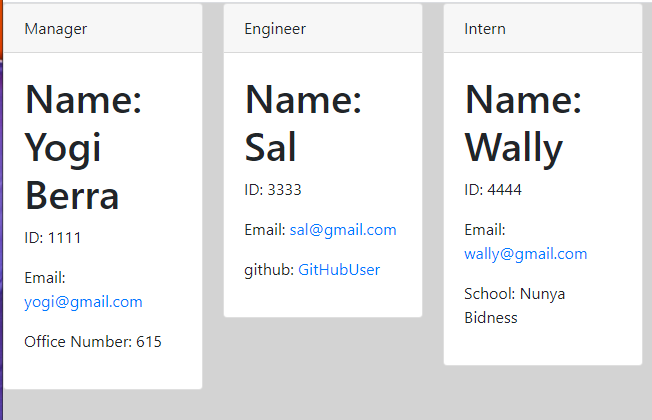 Manager
Name:
Yogi
Berra
ID: 1111
Email:
yogi@gmail.com
Office Number: 615
Engineer
Name:
Sal
ID: 3333
Email: sal@gmail.com
github: GitHubUser
Intern
Name:
Wally
ID: 4444
Email:
wally@gmail.com
School: Nunya
Bidness